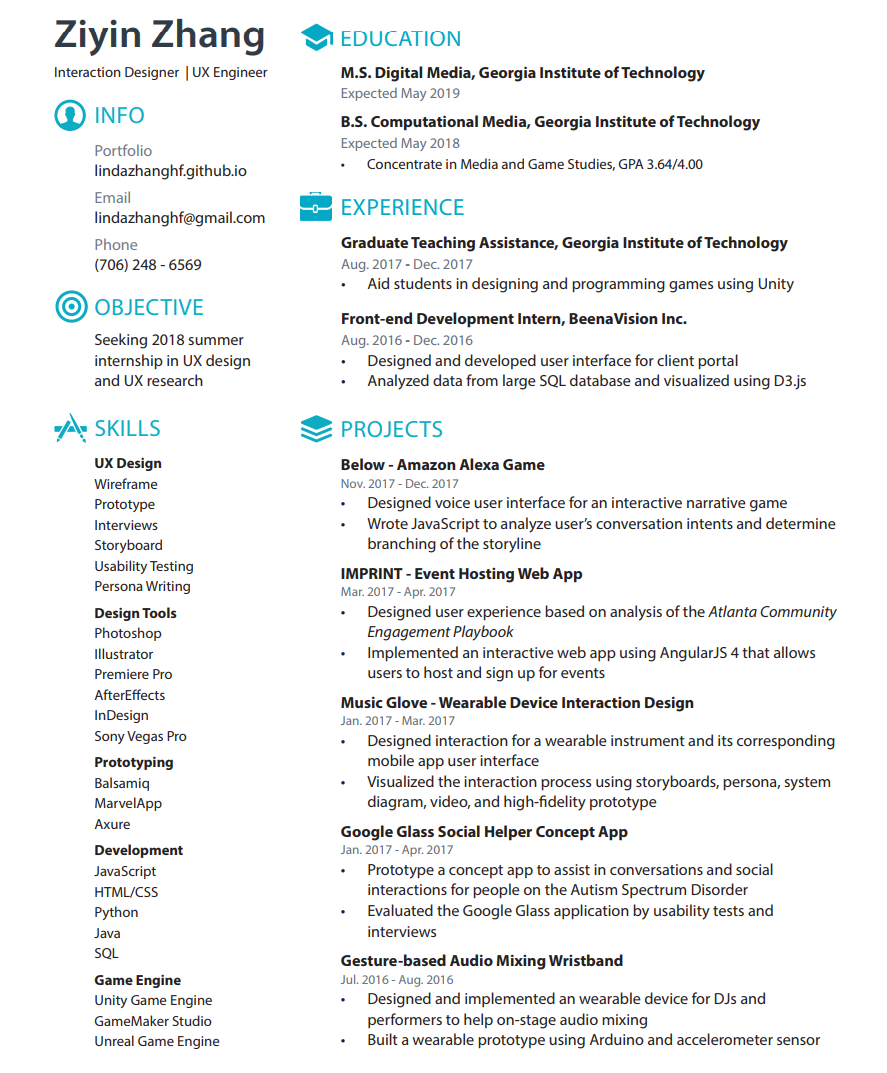 Ziyin Zhang
Interaction Designer | UX Engineer
INFO
Portfolio
lindazhanghf.github.io
Email
lindazhanghf@gmail.com
Phone
(706) 248 - 6569
OBJECTIVE
Seeking 2018 summer
internship in UX design
and UX research
SKILLS
UX Design
Wireframe
Prototype
Interviews
Storyboard
Usability Testing
Persona Writing
Design Tools
Photoshop
Illustrator
Premiere Pro
AfterEffects
InDesign
Sony Vegas Pro
Prototyping
Balsamiq
MarvelApp
Axure
Development
JavaScript
HTML/CSS
Python
Java
SQL
Game Engine
Unity Game Engine
GameMaker Studio
Unreal Game Engine
EDUCATION
M.S. Digital Media, Georgia Institute of Technology
Expected May 2019
B.S. Computational Media, Georgia Institute of Technology
Expected May 2018
• Concentrate in Media and Game Studies, GPA 3.64/4.00
EXPERIENCE
Graduate Teaching Assistance, Georgia Institute of Technology
Aug. 2017 - Dec. 2017
• Aid students in designing and programming games using Unity
Front-end Development Intern, BeenaVision Inc.
Aug. 2016 - Dec. 2016
• Designed and developed user interface for client portal
• Analyzed data from large SQL database and visualized using D3.js
PROJECTS
Below - Amazon Alexa Game
Nov. 2017 - Dec. 2017
• Designed voice user interface for an interactive narrative game
• Wrote JavaScript to analyze user's conversation intents and determine
branching of the storyline
IMPRINT - Event Hosting Web App
Mar. 2017 - Apr. 2017
• Designed user experience based on analysis of the Atlanta Community
Engagement Playbook
• Implemented an interactive web app using AngularJS 4 that allows
users to host and sign up for events
Music Glove - Wearable Device Interaction Design
Jan. 2017 - Mar. 2017
• Designed interaction for a wearable instrument and its corresponding
mobile app user interface
• Visualized the interaction process using storyboards, persona, system
diagram, video, and high-fidelity prototype
Google Glass Social Helper Concept App
Jan. 2017 - Apr. 2017
• Prototype a concept app to assist in conversations and social
interactions for people on the Autism Spectrum Disorder
• Evaluated the Google Glass application by usability tests and
interviews
Gesture-based Audio Mixing Wristband
Jul. 2016 - Aug. 2016
• Designed and implemented an wearable device for DJs and
performers to help on-stage audio mixing
• Built a wearable prototype using Arduino and accelerometer sensor